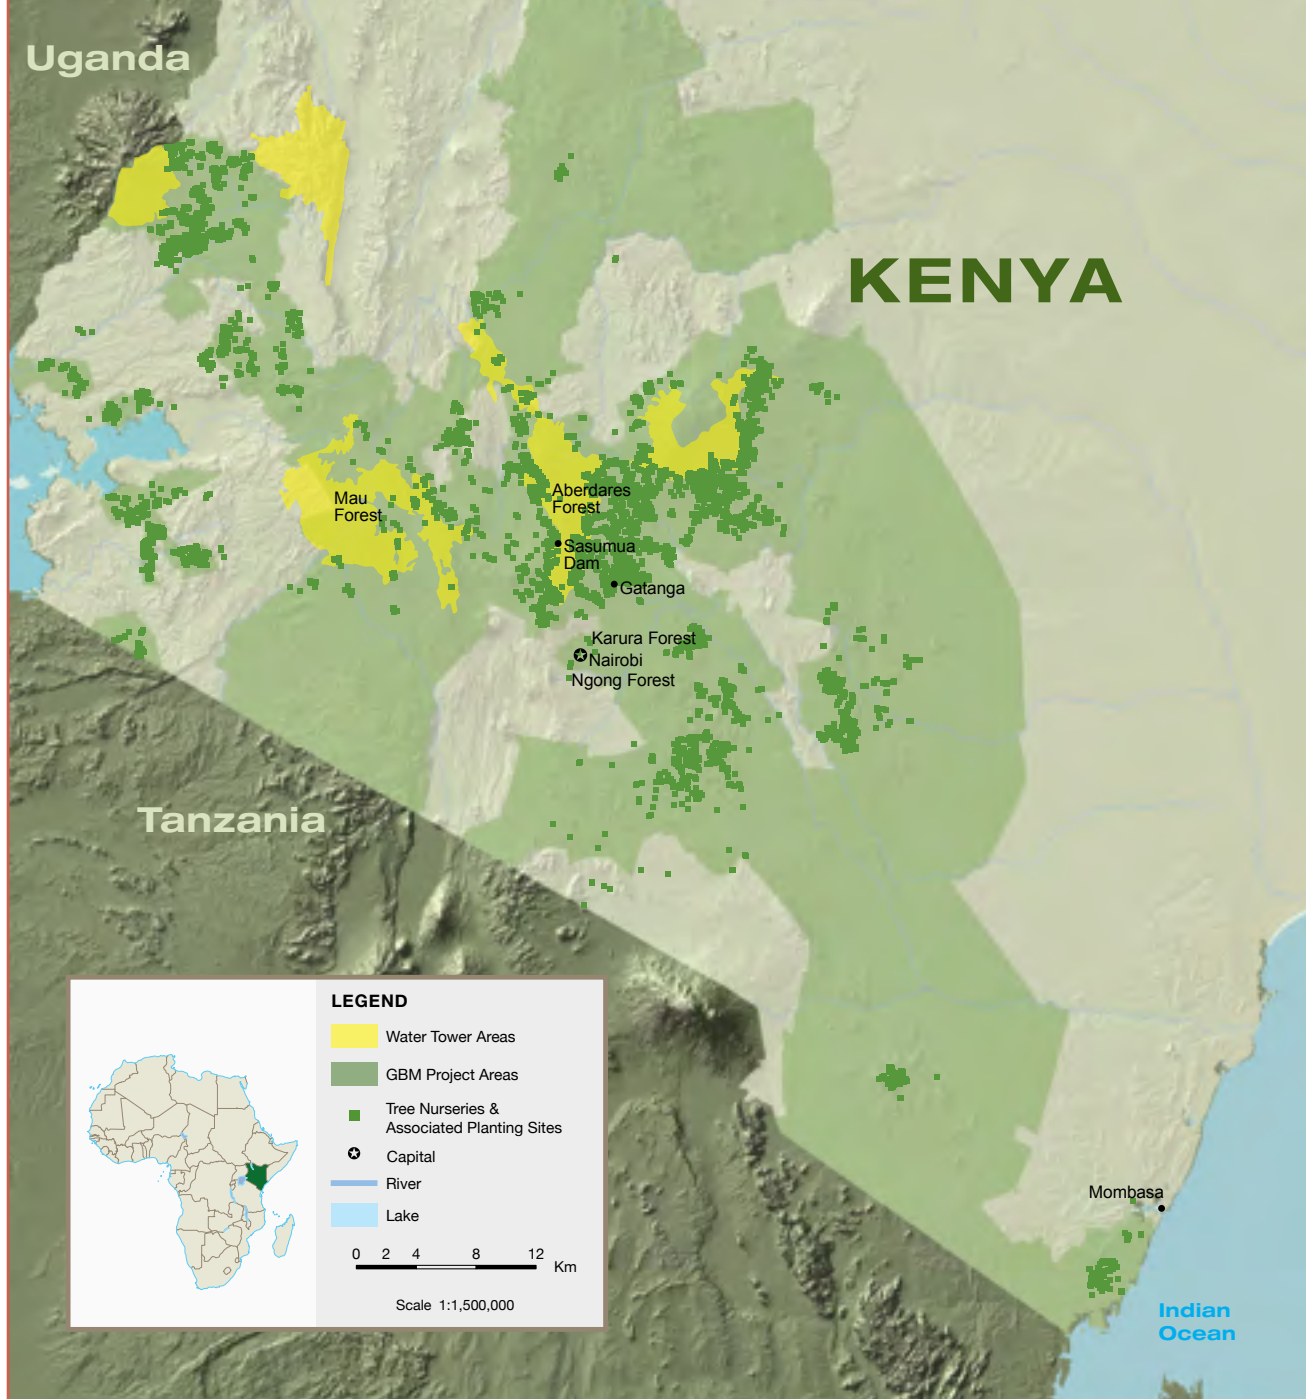 Uganda
KENYA
Mau
Forest
Aberdares
Forest
Sasumua
Dam
Gatanga
Karura Forest
Nairobi
Ngong Forest
Tanzania
LEGEND
Water Tower Areas
GBM Project Areas
Tree Nurseries &
Associated Planting Sites
Capital
River
Lake
0 2 4 8 12
Km
Scale 1:1,500,000
Mombasa
Indian
Ocean